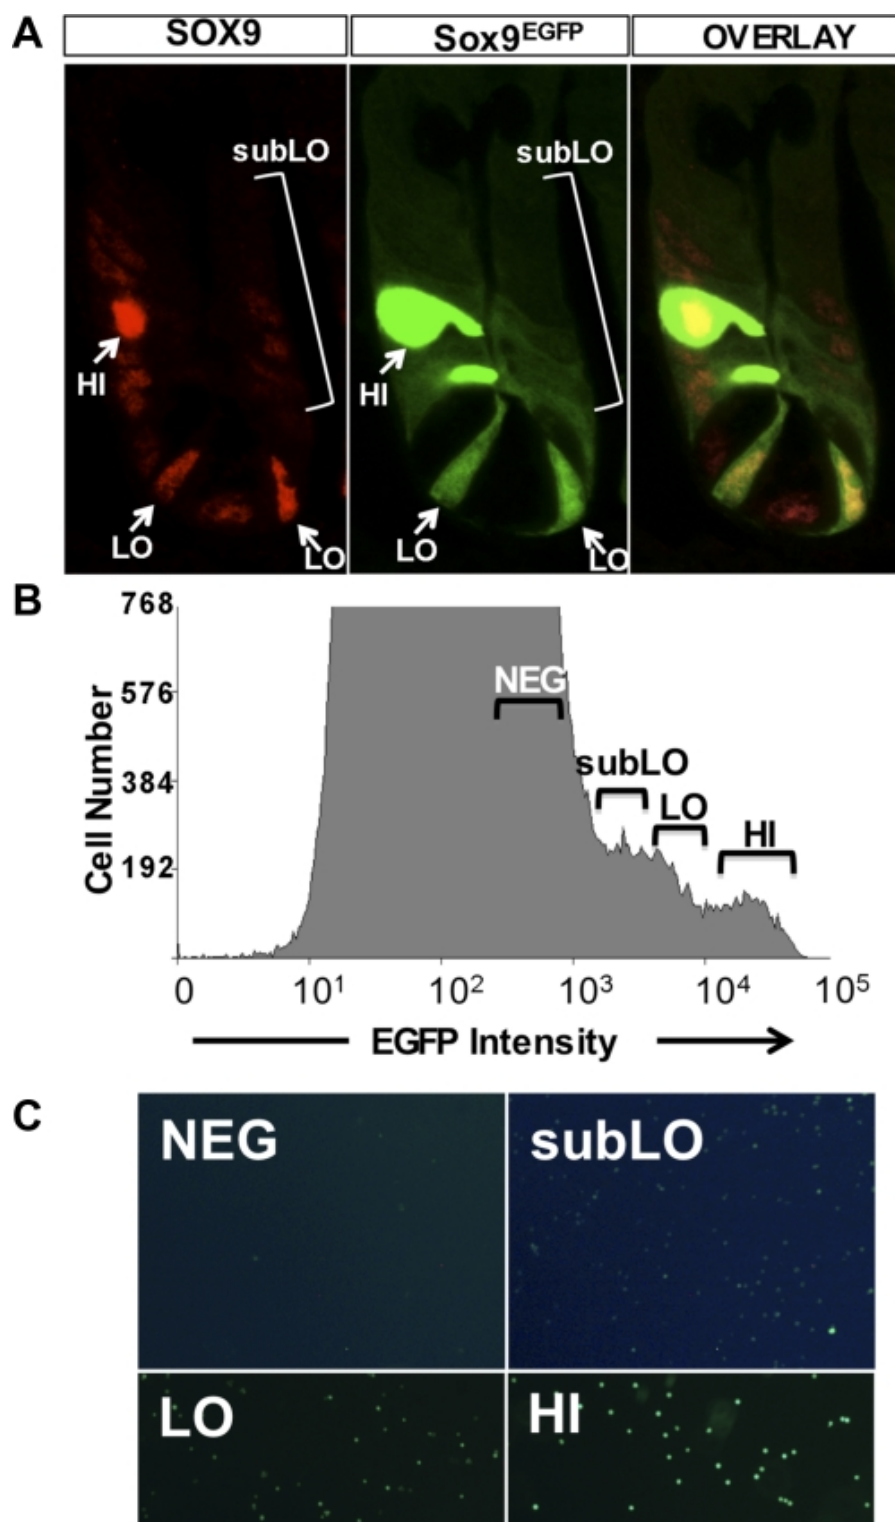 A
SOX9
Sox9EGFP
OVERLAY
subLO
subLO
HI
HI
LO
LO
LO
LO
B
768
576
384
192
Cell Number
NEG
subLO
LO
HI
0
10¹
10²
10³
10⁴
10⁵
EGFP Intensity
C
NEG
subLO
LO
HI